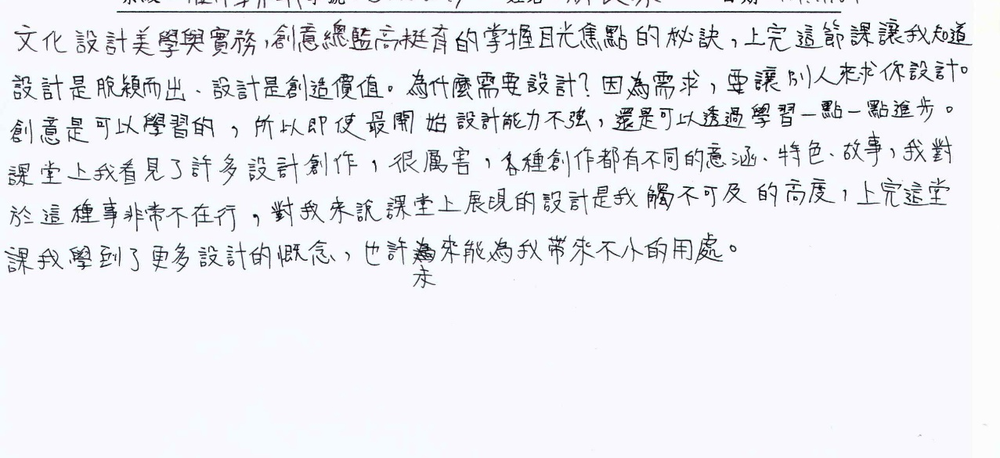 文化設計美學與實務，創意總監高挺育的掌握目光焦點的秘訣，上完這節課讓我知道
設計是脫穎而出、設計是創造價值。為什麼需要設計？因為需求，要讓別人來求你設計。
創意是可以學習的，所以即使最開始設計能力不強，還是可以透過學習一點一點進步。
課堂上我看見了許多設計創作，很厲害，各種創作都有不同的意涵、特色、故事，我對
於這種事非常不在行，對我來說課堂上展現的設計是我觸不可及的高度，上完這堂
課我學到了更多設計的概念，也許未來能為我帶來不小的用處。